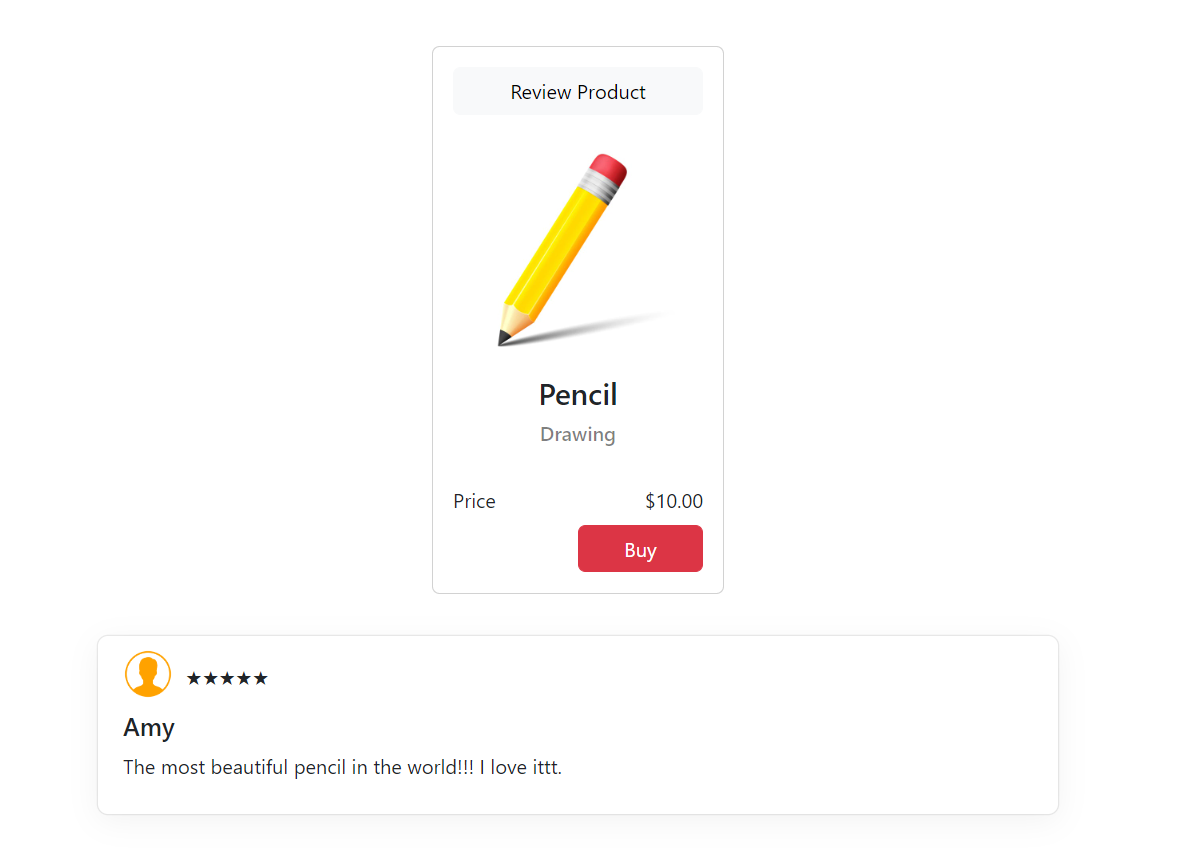 Review Product
Pencil
Drawing
Price $10.00
Buy
★★★★★
Amy
The most beautiful pencil in the world!!! I love ittt.